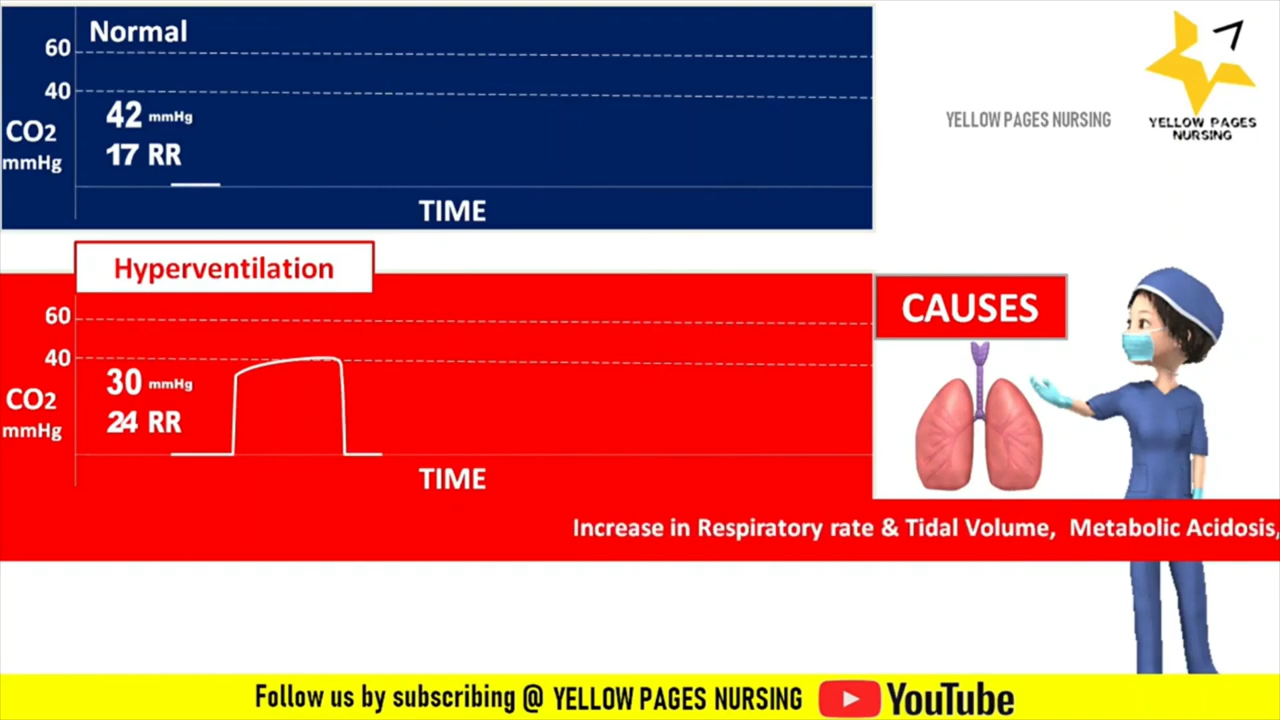 Normal
60
40
42 mmHg
CO2
mmHg
17 RR
TIME
YELLOW PAGES NURSING
YELLOW PAGES
NURSING
Hyperventilation
60
40
30 mmHg
CO2
mmHg
24 RR
TIME
CAUSES
Increase in Respiratory rate & Tidal Volume, Metabolic Acidosis,
Follow us by subscribing @ YELLOW PAGES NURSING YouTube